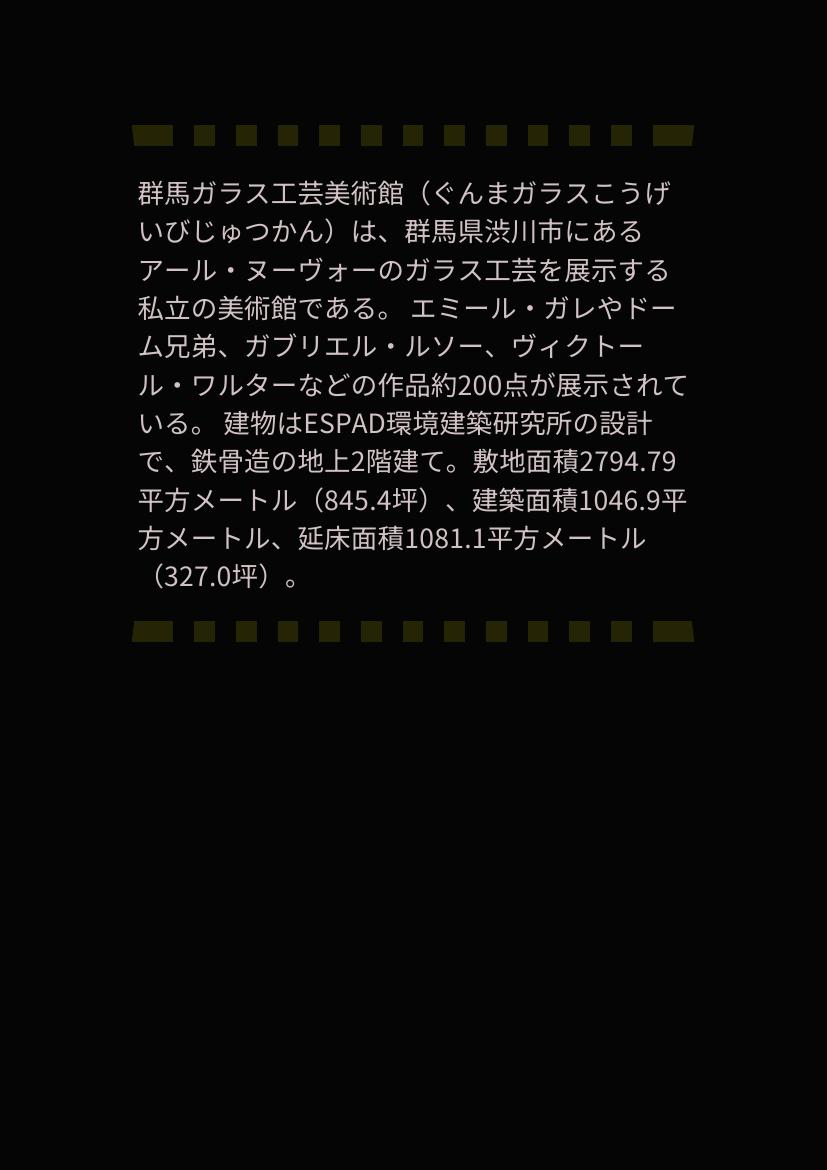 群馬ガラス工芸美術館（ぐんまガラスこうげ
いびじゅつかん）は、群馬県渋川市にある
アール・ヌーヴォーのガラス工芸を展示する
私立の美術館である。 エミール・ガレやドー
ム兄弟、ガブリエル・ルソー、ヴィクトー
ル・ワルターなどの作品約200点が展示されて
いる。 建物はESPAD環境建築研究所の設計
で、鉄骨造の地上2階建て。敷地面積2794.79
平方メートル（845.4坪）、建築面積1046.9平
方メートル、延床面積1081.1平方メートル
（327.0坪）。